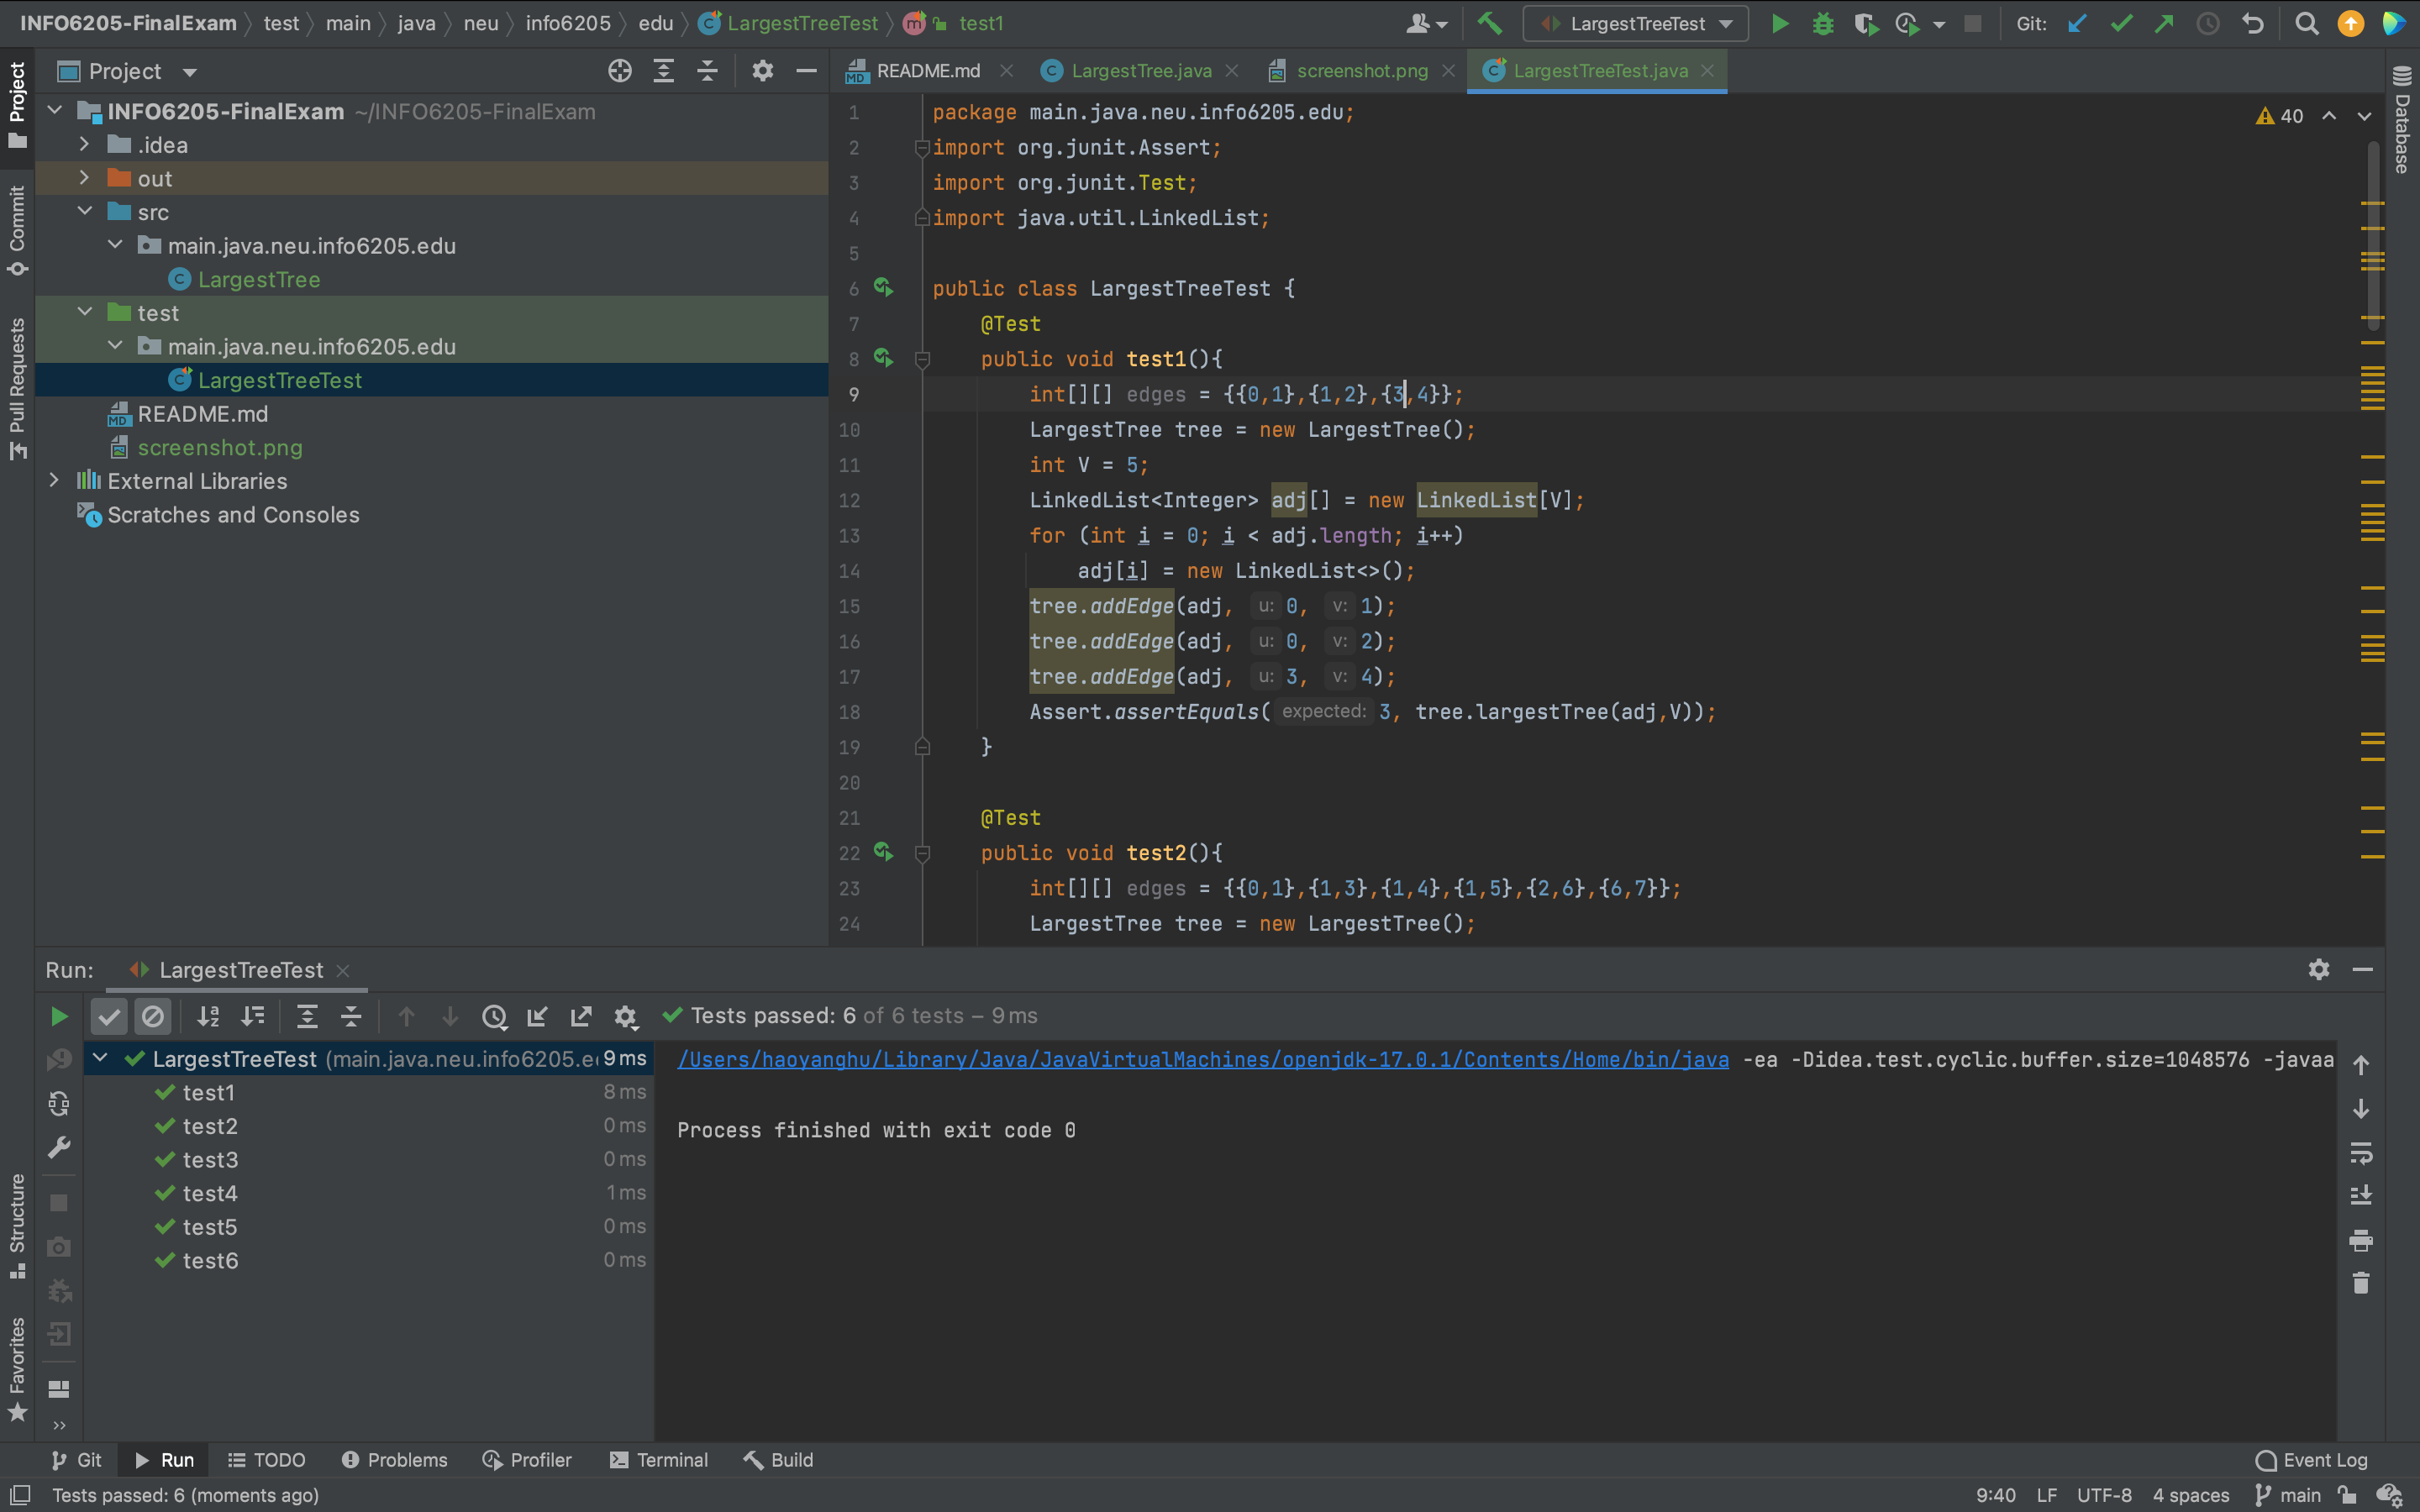 INFO6205-FinalExam test main java neu info6205 edu LargestTreeTest test1 LargestTreeTest Git:
Project
README.md LargestTree.java screenshot.png LargestTreeTest.java
INFO6205-FinalExam ~/INFO6205-FinalExam
.idea
out
src
main.java.neu.info6205.edu
LargestTree
test
main.java.neu.info6205.edu
LargestTreeTest
README.md
screenshot.png
External Libraries
Scratches and Consoles
Project
Commit
Pull Requests
Structure
Favorites
Database
40
1 package main.java.neu.info6205.edu;
2 import org.junit.Assert;
3 import org.junit.Test;
4 import java.util.LinkedList;
5
6 public class LargestTreeTest {
7 @Test
8 public void test1(){
9 int[][] edges = {{0,1},{1,2},{3,4}};
10 LargestTree tree = new LargestTree();
11 int V = 5;
12 LinkedList<Integer> adj[] = new LinkedList[V];
13 for (int i = 0; i < adj.length; i++)
14 adj[i] = new LinkedList<>();
15 tree.addEdge(adj, u: 0, v: 1);
16 tree.addEdge(adj, u: 0, v: 2);
17 tree.addEdge(adj, u: 3, v: 4);
18 Assert.assertEquals( expected: 3, tree.largestTree(adj,V));
19 }
20
21 @Test
22 public void test2(){
23 int[][] edges = {{0,1},{1,3},{1,4},{1,5},{2,6},{6,7}};
24 LargestTree tree = new LargestTree();
Run: LargestTreeTest
Tests passed: 6 of 6 tests – 9 ms
LargestTreeTest (main.java.neu.info6205.e 9 ms
test1 8 ms
test2 0 ms
test3 0 ms
test4 1 ms
test5 0 ms
test6 0 ms
/Users/haoyanghu/Library/Java/JavaVirtualMachines/openjdk-17.0.1/Contents/Home/bin/java -ea -Didea.test.cyclic.buffer.size=1048576 -javaa
Process finished with exit code 0
Git Run TODO Problems Profiler Terminal Build Event Log
Tests passed: 6 (moments ago) 9:40 LF UTF-8 4 spaces main